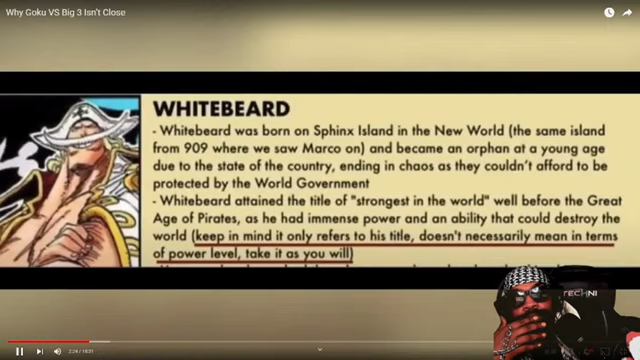 Why Goku VS Big 3 Isn't Close
WHITEBEARD
- Whitebeard was born on Sphinx Island in the New World (the same island
from 909 where we saw Marco on) and became an orphan at a young age
due to the state of the country, ending in chaos as they couldn't afford to be
protected by the World Government
- Whitebeard attained the title of "strongest in the world" well before the Great
Age of Pirates, as he had immense power and an ability that could destroy the
world (keep in mind it only refers to his title, doesn't necessarily mean in terms
of power level, take it as you will)
TECHNI